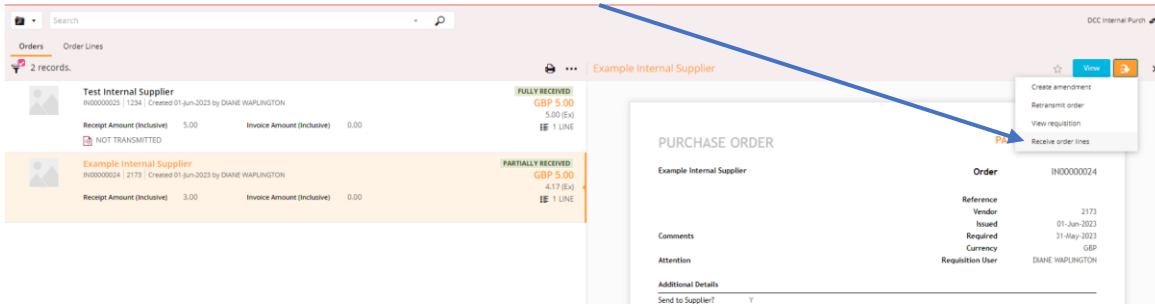 Search
DCC Internal Purch
Orders Order Lines
2 records.
Test Internal Supplier
IN00000025 | 1234 | Created 01-Jun-2023 by DIANE WAPLINGTON
Receipt Amount (Inclusive) 5.00 Invoice Amount (Inclusive) 0.00
NOT TRANSMITTED
FULLY RECEIVED
GBP 5.00
5.00 (Ex)
1 LINE
Example Internal Supplier
IN00000024 | 2173 | Created 01-Jun-2023 by DIANE WAPLINGTON
Receipt Amount (Inclusive) 3.00 Invoice Amount (Inclusive) 0.00
PARTIALLY RECEIVED
GBP 5.00
4.17 (Ex)
1 LINE
Example Internal Supplier
View
Create amendment
Retransmit order
View requisition
Receive order lines
PURCHASE ORDER
PA
Example Internal Supplier
Order IN00000024
Reference
Vendor 2173
Issued 01-Jun-2023
Comments
Required 31-May-2023
Currency GBP
Attention
Requisition User DIANE WAPLINGTON
Additional Details
Send to Supplier? Y